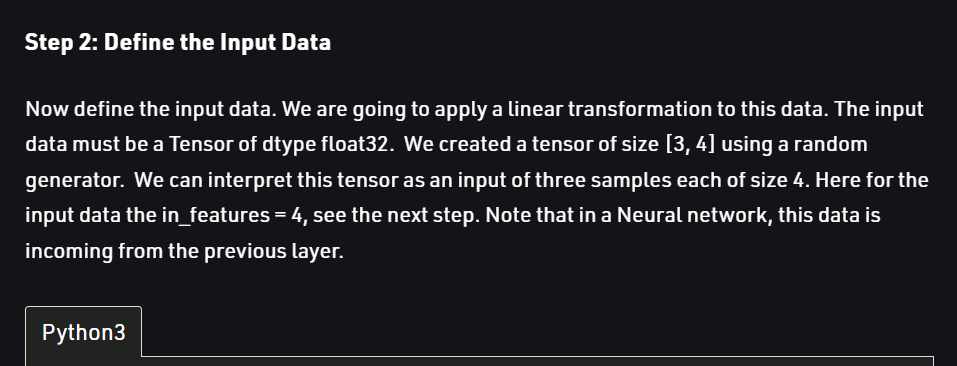 Step 2: Define the Input Data
Now define the input data. We are going to apply a linear transformation to this data. The input
data must be a Tensor of dtype float32.  We created a tensor of size [3, 4] using a random
generator.  We can interpret this tensor as an input of three samples each of size 4. Here for the
input data the in_features = 4, see the next step. Note that in a Neural network, this data is
incoming from the previous layer.
Python3